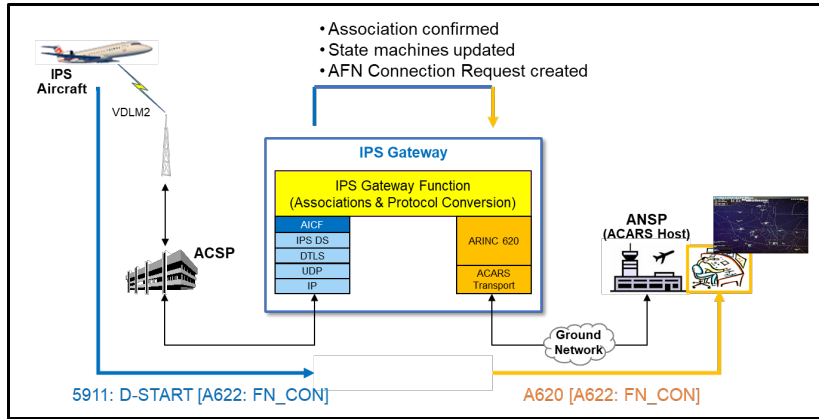 • Association confirmed
• State machines updated
• AFN Connection Request created
IPS
Aircraft
VDLM2
IPS Gateway
IPS Gateway Function
(Associations & Protocol Conversion)
AICF
IPS DS
DTLS
UDP
IP
ARINC 620
ACARS
Transport
ACSP
ANSP
(ACARS Host)
Ground
Network
5911: D-START [A622: FN_CON]
A620 [A622: FN_CON]